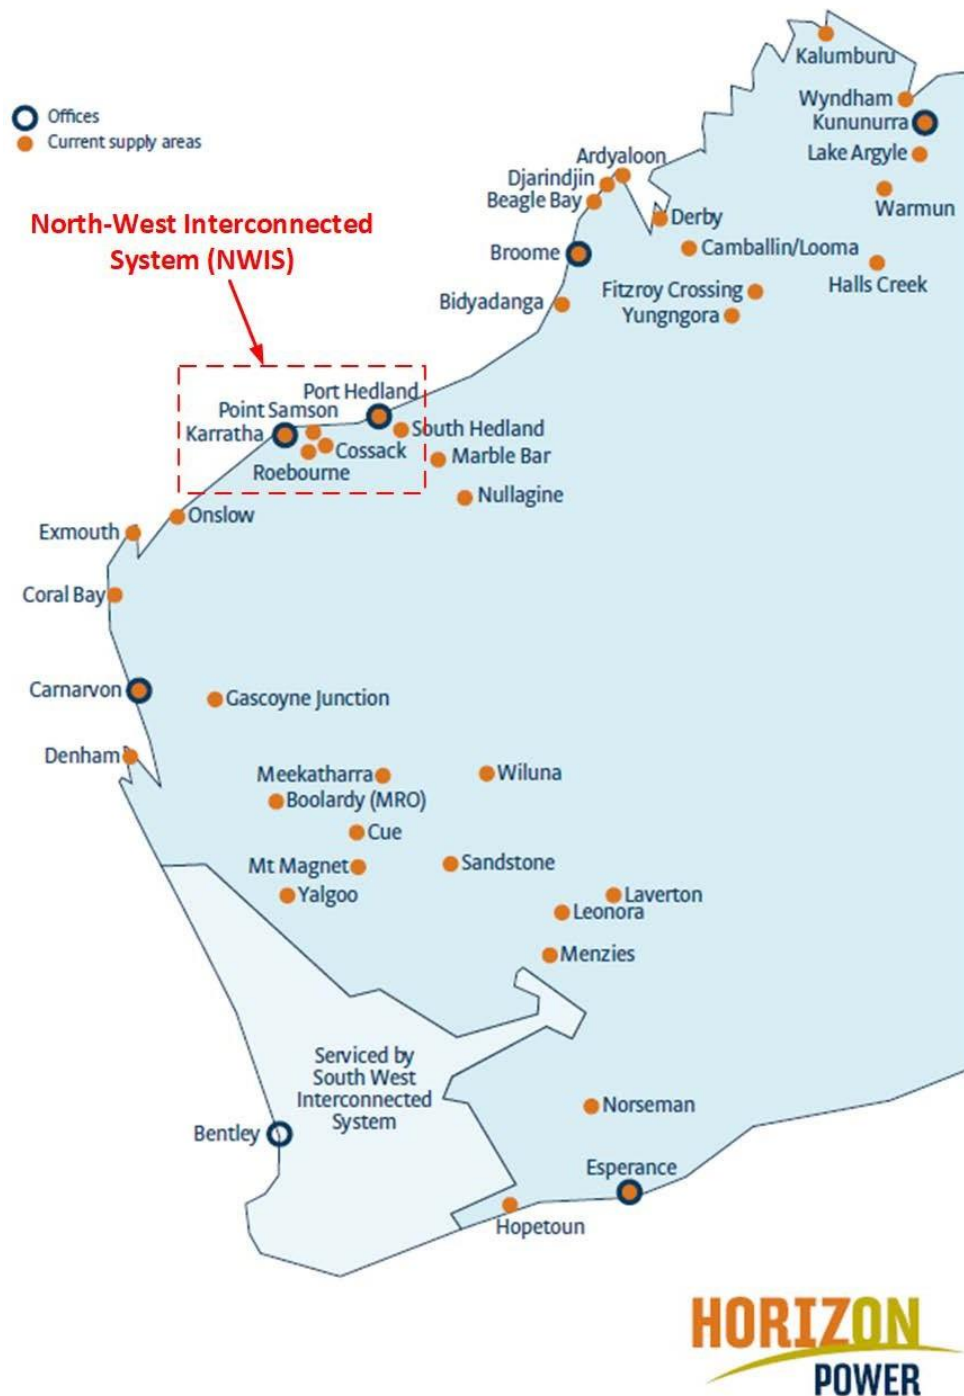 Offices
Current supply areas
North-West Interconnected
System (NWIS)
Kalumburu
Wyndham
Kununurra
Lake Argyle
Warmun
Halls Creek
Ardyaloon
Djarindjin
Beagle Bay
Derby
Broome
Camballin/Looma
Fitzroy Crossing
Yungngora
Bidyadanga
Port Hedland
Point Samson
Karratha
South Hedland
Cossack
Roebourne
Marble Bar
Nullagine
Onslow
Exmouth
Coral Bay
Carnarvon
Gascoyne Junction
Denham
Meekatharra
Wiluna
Boolardy (MRO)
Cue
Mt Magnet
Sandstone
Yalgoo
Laverton
Leonora
Menzies
Serviced by
South West
Interconnected
System
Bentley
Norseman
Esperance
Hopetoun
HORIZON
POWER